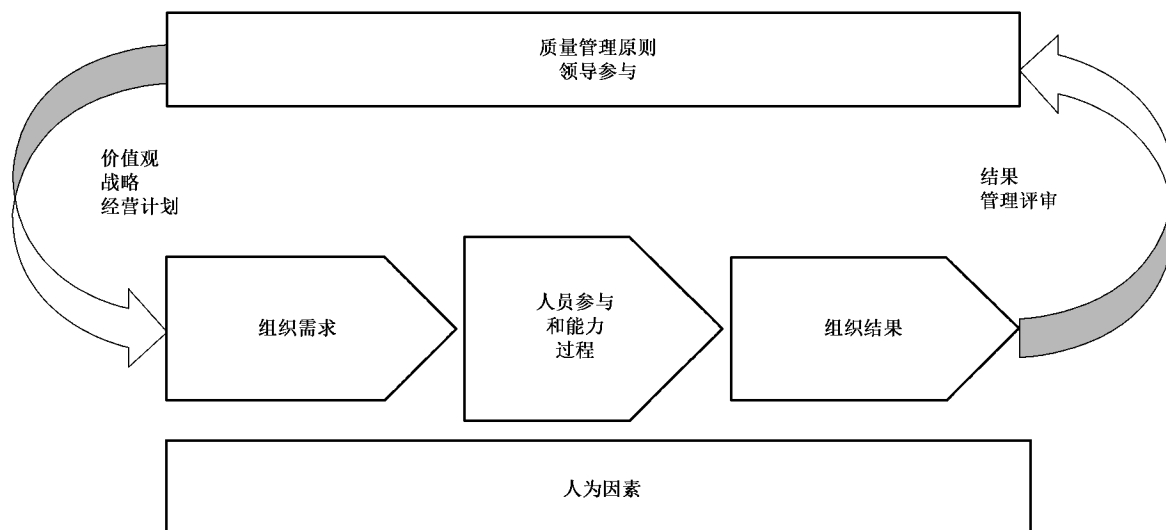 质量管理原则
领导参与
价值观
战略
经营计划
结果
管理评审
组织需求
人员参与
和能力
过程
组织结果
人为因素